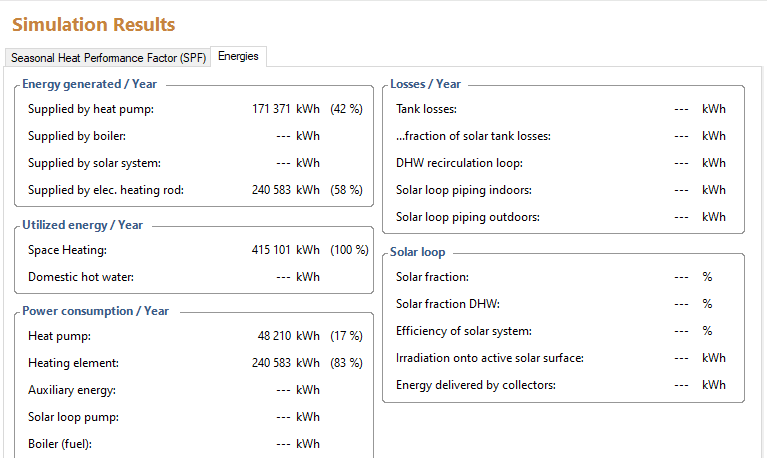 Simulation Results
Seasonal Heat Performance Factor (SPF) Energies
Energy generated / Year
Supplied by heat pump: 171 371 kWh (42 %)
Supplied by boiler: --- kWh
Supplied by solar system: --- kWh
Supplied by elec. heating rod: 240 583 kWh (58 %)
Utilized energy / Year
Space Heating: 415 101 kWh (100 %)
Domestic hot water: --- kWh
Power consumption / Year
Heat pump: 48 210 kWh (17 %)
Heating element: 240 583 kWh (83 %)
Auxiliary energy: --- kWh
Solar loop pump: --- kWh
Boiler (fuel): --- kWh
Losses / Year
Tank losses: --- kWh
...fraction of solar tank losses: --- kWh
DHW recirculation loop: --- kWh
Solar loop piping indoors: --- kWh
Solar loop piping outdoors: --- kWh
Solar loop
Solar fraction: --- %
Solar fraction DHW: --- %
Efficiency of solar system: --- %
Irradiation onto active solar surface: --- kWh
Energy delivered by collectors: --- kWh